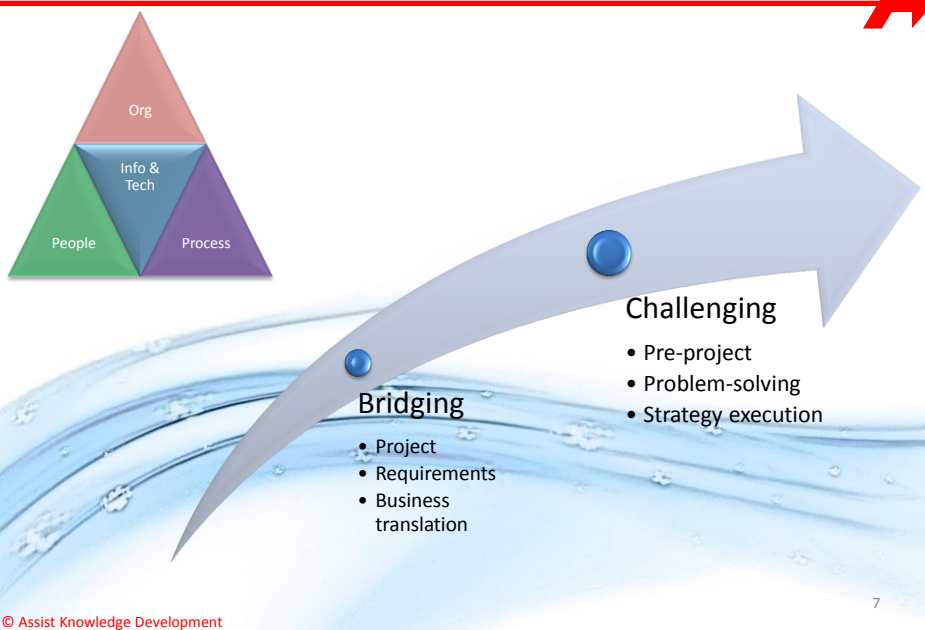 Org
Info &
Tech
People
Process
Challenging
• Pre-project
• Problem-solving
• Strategy execution
Bridging
• Project
• Requirements
• Business
translation
7
© Assist Knowledge Development